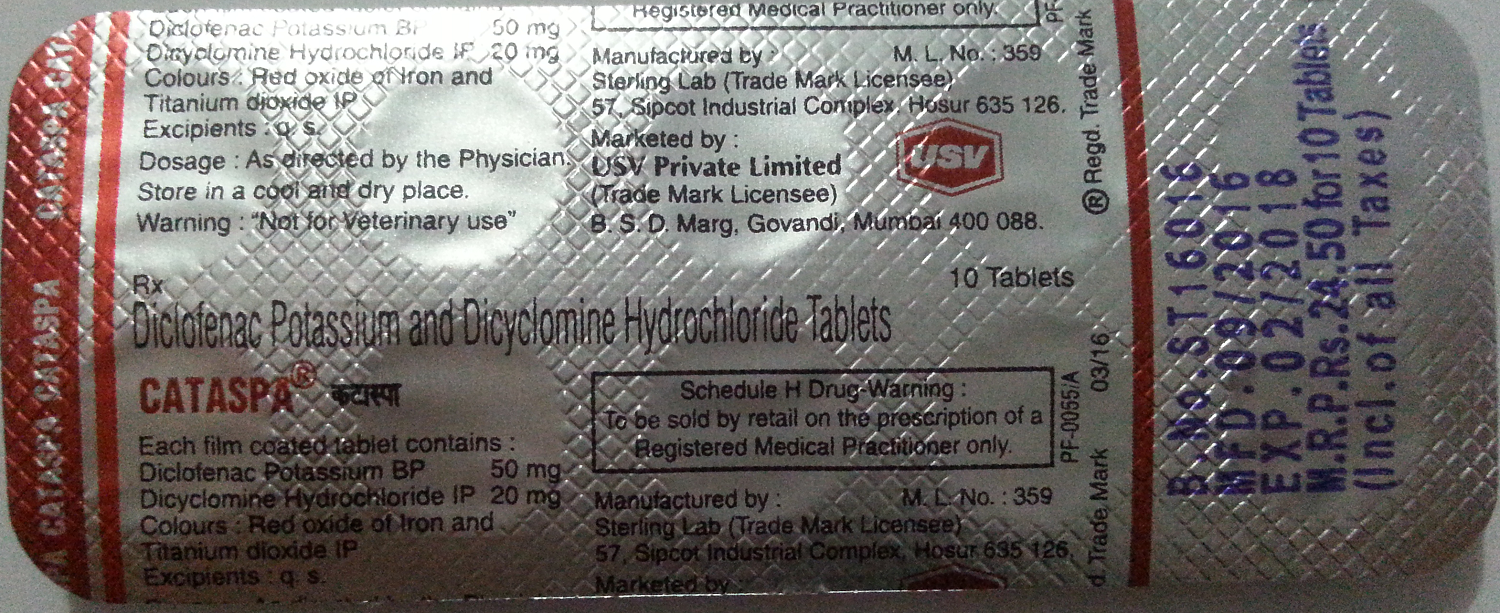 CATASPA CATASPA CATASPA
Diclofenac Potassium BP 50 mg
Dicyclomine Hydrochloride IP 20 mg
Colours : Red oxide of Iron and
Titanium dioxide IP
Excipients : q. s.
Dosage : As directed by the Physician.
Store in a cool and dry place.
Warning : "Not for Veterinary use"
Registered Medical Practitioner only.
Manufactured by : M. L. No. : 359
Sterling Lab (Trade Mark Licensee)
57, Sipcot Industrial Complex, Hosur 635 126.
Marketed by :
USV Private Limited
(Trade Mark Licensee)
B. S. D. Marg, Govandi, Mumbai 400 088.
USV
® Regd. Trade Mark
Rx
10 Tablets
Diclofenac Potassium and Dicyclomine Hydrochloride Tablets
CATASPA® कटास्पा
Each film coated tablet contains :
Diclofenac Potassium BP 50 mg
Dicyclomine Hydrochloride IP 20 mg
Colours : Red oxide of Iron and
Titanium dioxide IP
Excipients : q. s.
Schedule H Drug-Warning :
To be sold by retail on the prescription of a
Registered Medical Practitioner only.
PF-0065/A
03/16
Manufactured by : M. L. No. : 359
Sterling Lab (Trade Mark Licensee)
57, Sipcot Industrial Complex, Hosur 635 126.
Marketed by :
d. Trade Mark
B.No.ST16016
MFD.09/2016
EXP.02/2018
M.R.P.Rs.24.50 for 10 Tablets
(Incl.of all Taxes)